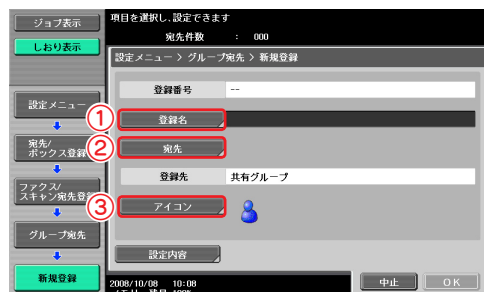 ジョブ表示
しおり表示
設定メニュー
宛先/
ボックス登録
ファクス/
スキャン宛先登録
グループ宛先
新規登録
項目を選択し,設定できます
宛先件数 : 000
設定メニュー > グループ宛先 > 新規登録
登録番号 --
① 登録名
② 宛先
登録先 共有グループ
③ アイコン
設定内容
2008/10/08 10:08
中止 OK